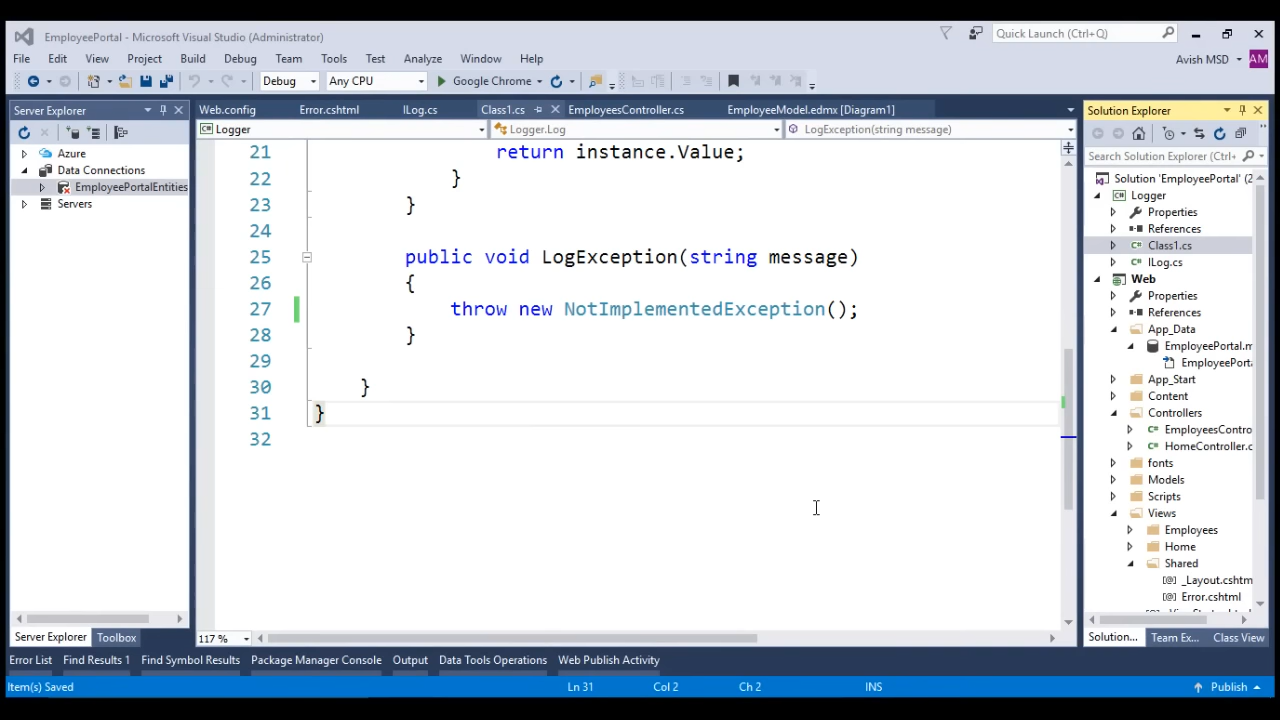 EmployeePortal - Microsoft Visual Studio (Administrator)
Quick Launch (Ctrl+Q)
File Edit View Project Build Debug Team Tools Test Analyze Window Help
Avish MSD AM
Debug Any CPU Google Chrome
Server Explorer
Azure
Data Connections
EmployeePortalEntities
Servers
Server Explorer Toolbox
Web.config Error.cshtml ILog.cs Class1.cs EmployeesController.cs EmployeeModel.edmx [Diagram1]
Logger Logger.Log LogException(string message)
21 return instance.Value;
22 }
23 }
24
25 public void LogException(string message)
26 {
27 throw new NotImplementedException();
28 }
29
30 }
31 }
32
117 %
Solution Explorer
Search Solution Explorer (Ctrl+
Solution 'EmployeePortal' (2
Logger
Properties
References
Class1.cs
ILog.cs
Web
Properties
References
App_Data
EmployeePortal.m
EmployeePorta
App_Start
Content
Controllers
EmployeesContro
HomeController.c
fonts
Models
Scripts
Views
Employees
Home
Shared
_Layout.cshtm
Error.cshtml
Solution... Team Ex... Class View
Error List Find Results 1 Find Symbol Results Package Manager Console Output Data Tools Operations Web Publish Activity
Item(s) Saved Ln 31 Col 2 Ch 2 INS Publish